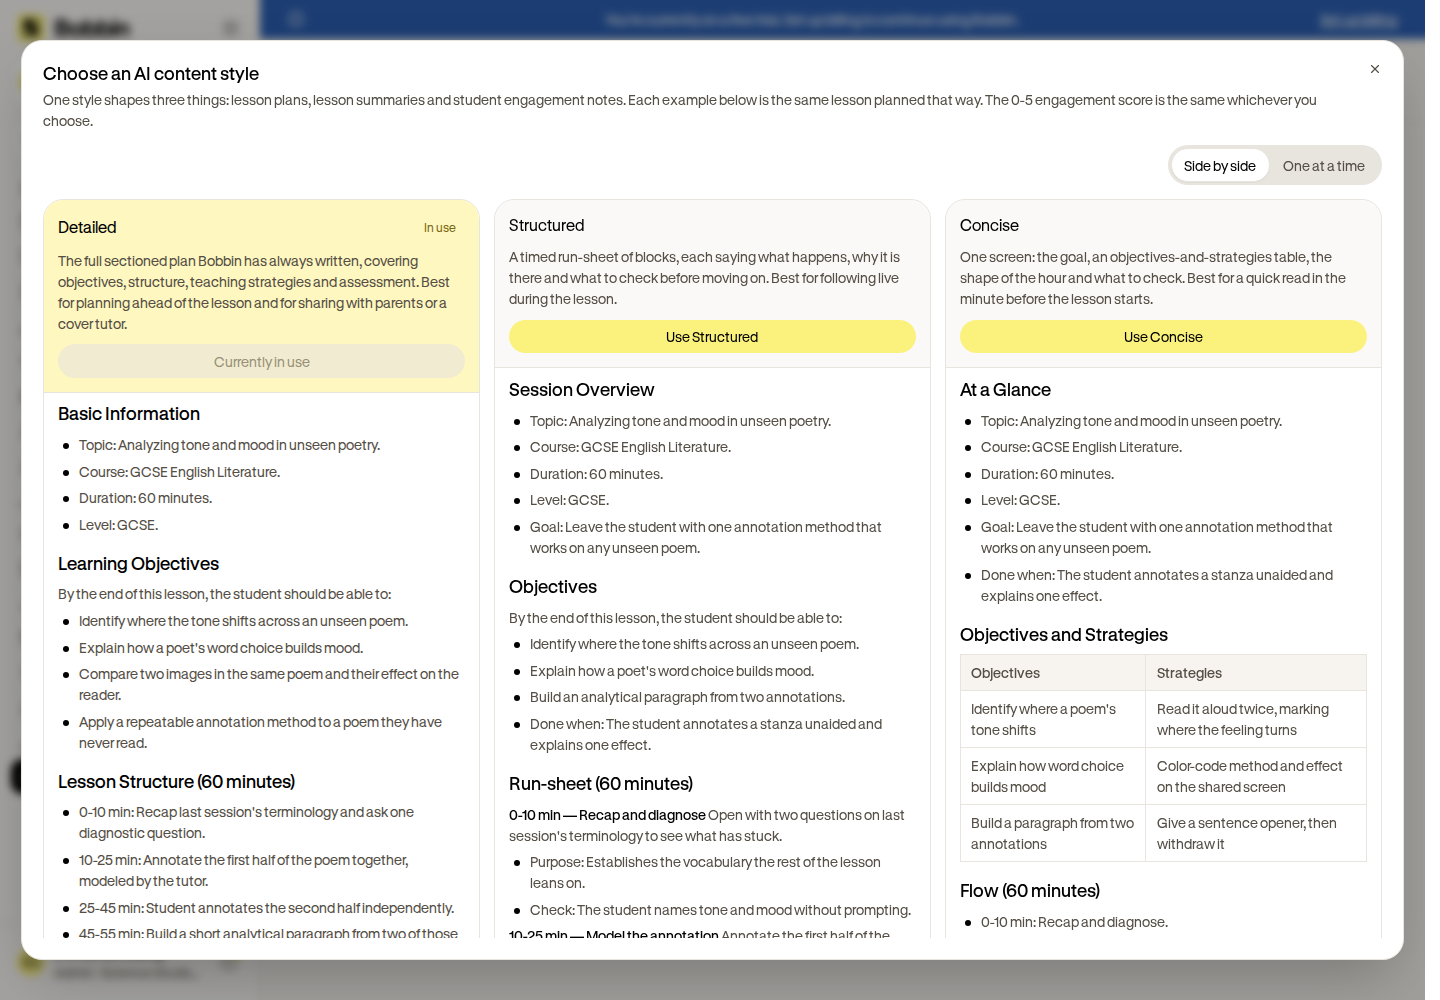 Bobbin
Choose an AI content style
One style shapes three things: lesson plans, lesson summaries and student engagement notes. Each example below is the same lesson planned that way. The 0-5 engagement score is the same whichever you
choose.
Side by side
One at a time
Detailed
In use
The full sectioned plan Bobbin has always written, covering
objectives, structure, teaching strategies and assessment. Best
for planning ahead of the lesson and for sharing with parents or a
cover tutor.
Currently in use
Basic Information
Topic: Analyzing tone and mood in unseen poetry.
Course: GCSE English Literature.
Duration: 60 minutes.
Level: GCSE.
Learning Objectives
By the end of this lesson, the student should be able to:
Identify where the tone shifts across an unseen poem.
Explain how a poet's word choice builds mood.
Compare two images in the same poem and their effect on the
reader.
Apply a repeatable annotation method to a poem they have
never read.
Lesson Structure (60 minutes)
0-10 min: Recap last session's terminology and ask one
diagnostic question.
10-25 min: Annotate the first half of the poem together,
modeled by the tutor.
25-45 min: Student annotates the second half independently.
45-55 min: Build a short analytical paragraph from two of those
Structured
A timed run-sheet of blocks, each saying what happens, why it is
there and what to check before moving on. Best for following live
during the lesson.
Use Structured
Session Overview
Topic: Analyzing tone and mood in unseen poetry.
Course: GCSE English Literature.
Duration: 60 minutes.
Level: GCSE.
Goal: Leave the student with one annotation method that
works on any unseen poem.
Objectives
By the end of this lesson, the student should be able to:
Identify where the tone shifts across an unseen poem.
Explain how a poet's word choice builds mood.
Build an analytical paragraph from two annotations.
Done when: The student annotates a stanza unaided and
explains one effect.
Run-sheet (60 minutes)
0-10 min — Recap and diagnose Open with two questions on last
session's terminology to see what has stuck.
Purpose: Establishes the vocabulary the rest of the lesson
leans on.
Check: The student names tone and mood without prompting.
10-25 min — Model the annotation Annotate the first half of the
Concise
One screen: the goal, an objectives-and-strategies table, the
shape of the hour and what to check. Best for a quick read in the
minute before the lesson starts.
Use Concise
At a Glance
Topic: Analyzing tone and mood in unseen poetry.
Course: GCSE English Literature.
Duration: 60 minutes.
Level: GCSE.
Goal: Leave the student with one annotation method that
works on any unseen poem.
Done when: The student annotates a stanza unaided and
explains one effect.
Objectives and Strategies
Objectives
Strategies
Identify where a poem's
tone shifts
Read it aloud twice, marking
where the feeling turns
Explain how word choice
builds mood
Color-code method and effect
on the shared screen
Build a paragraph from two
annotations
Give a sentence opener, then
withdraw it
Flow (60 minutes)
0-10 min: Recap and diagnose.